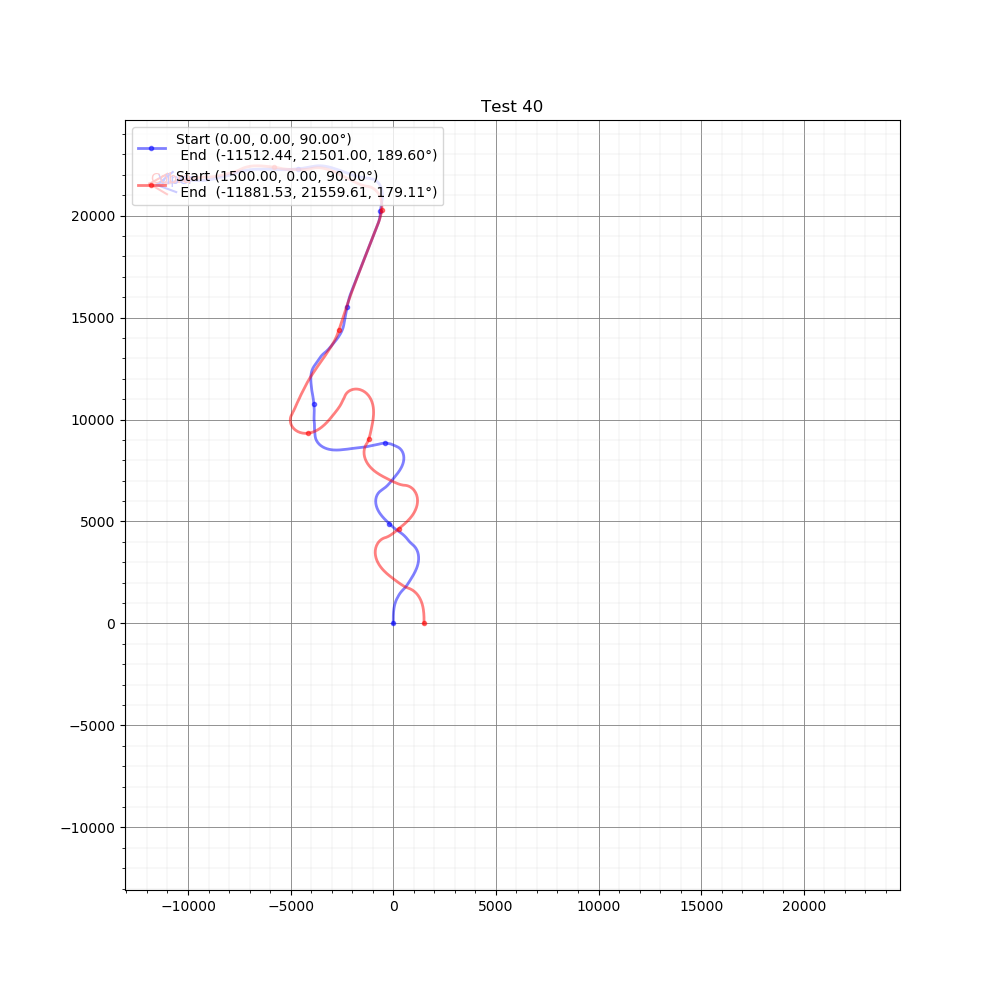 Test 40
Start (0.00, 0.00, 90.00°)
End (-11512.44, 21501.00, 189.60°)
Start (1500.00, 0.00, 90.00°)
End (-11881.53, 21559.61, 179.11°)
20000
15000
10000
5000
0
−5000
−10000
−10000 −5000 0 5000 10000 15000 20000